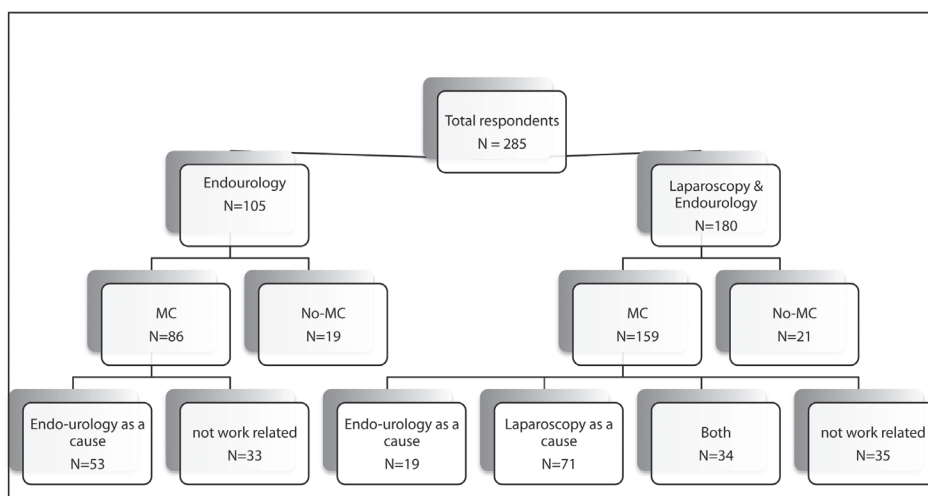 Total respondents
N = 285
Endourology
N=105
Laparoscopy &
Endourology
N=180
MC
N=86
No-MC
N=19
MC
N=159
No-MC
N=21
Endo-urology as a
cause
N=53
not work related
N=33
Endo-urology as a
cause
N=19
Laparoscopy as a
cause
N=71
Both
N=34
not work related
N=35